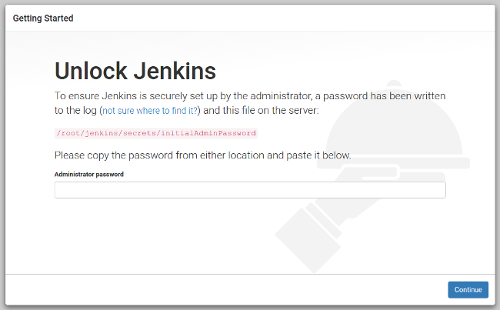 Getting Started
Unlock Jenkins
To ensure Jenkins is securely set up by the administrator, a password has been written
to the log (not sure where to find it?) and this file on the server:
/root/jenkins/secrets/initialAdminPassword
Please copy the password from either location and paste it below.
Administrator password
Continue